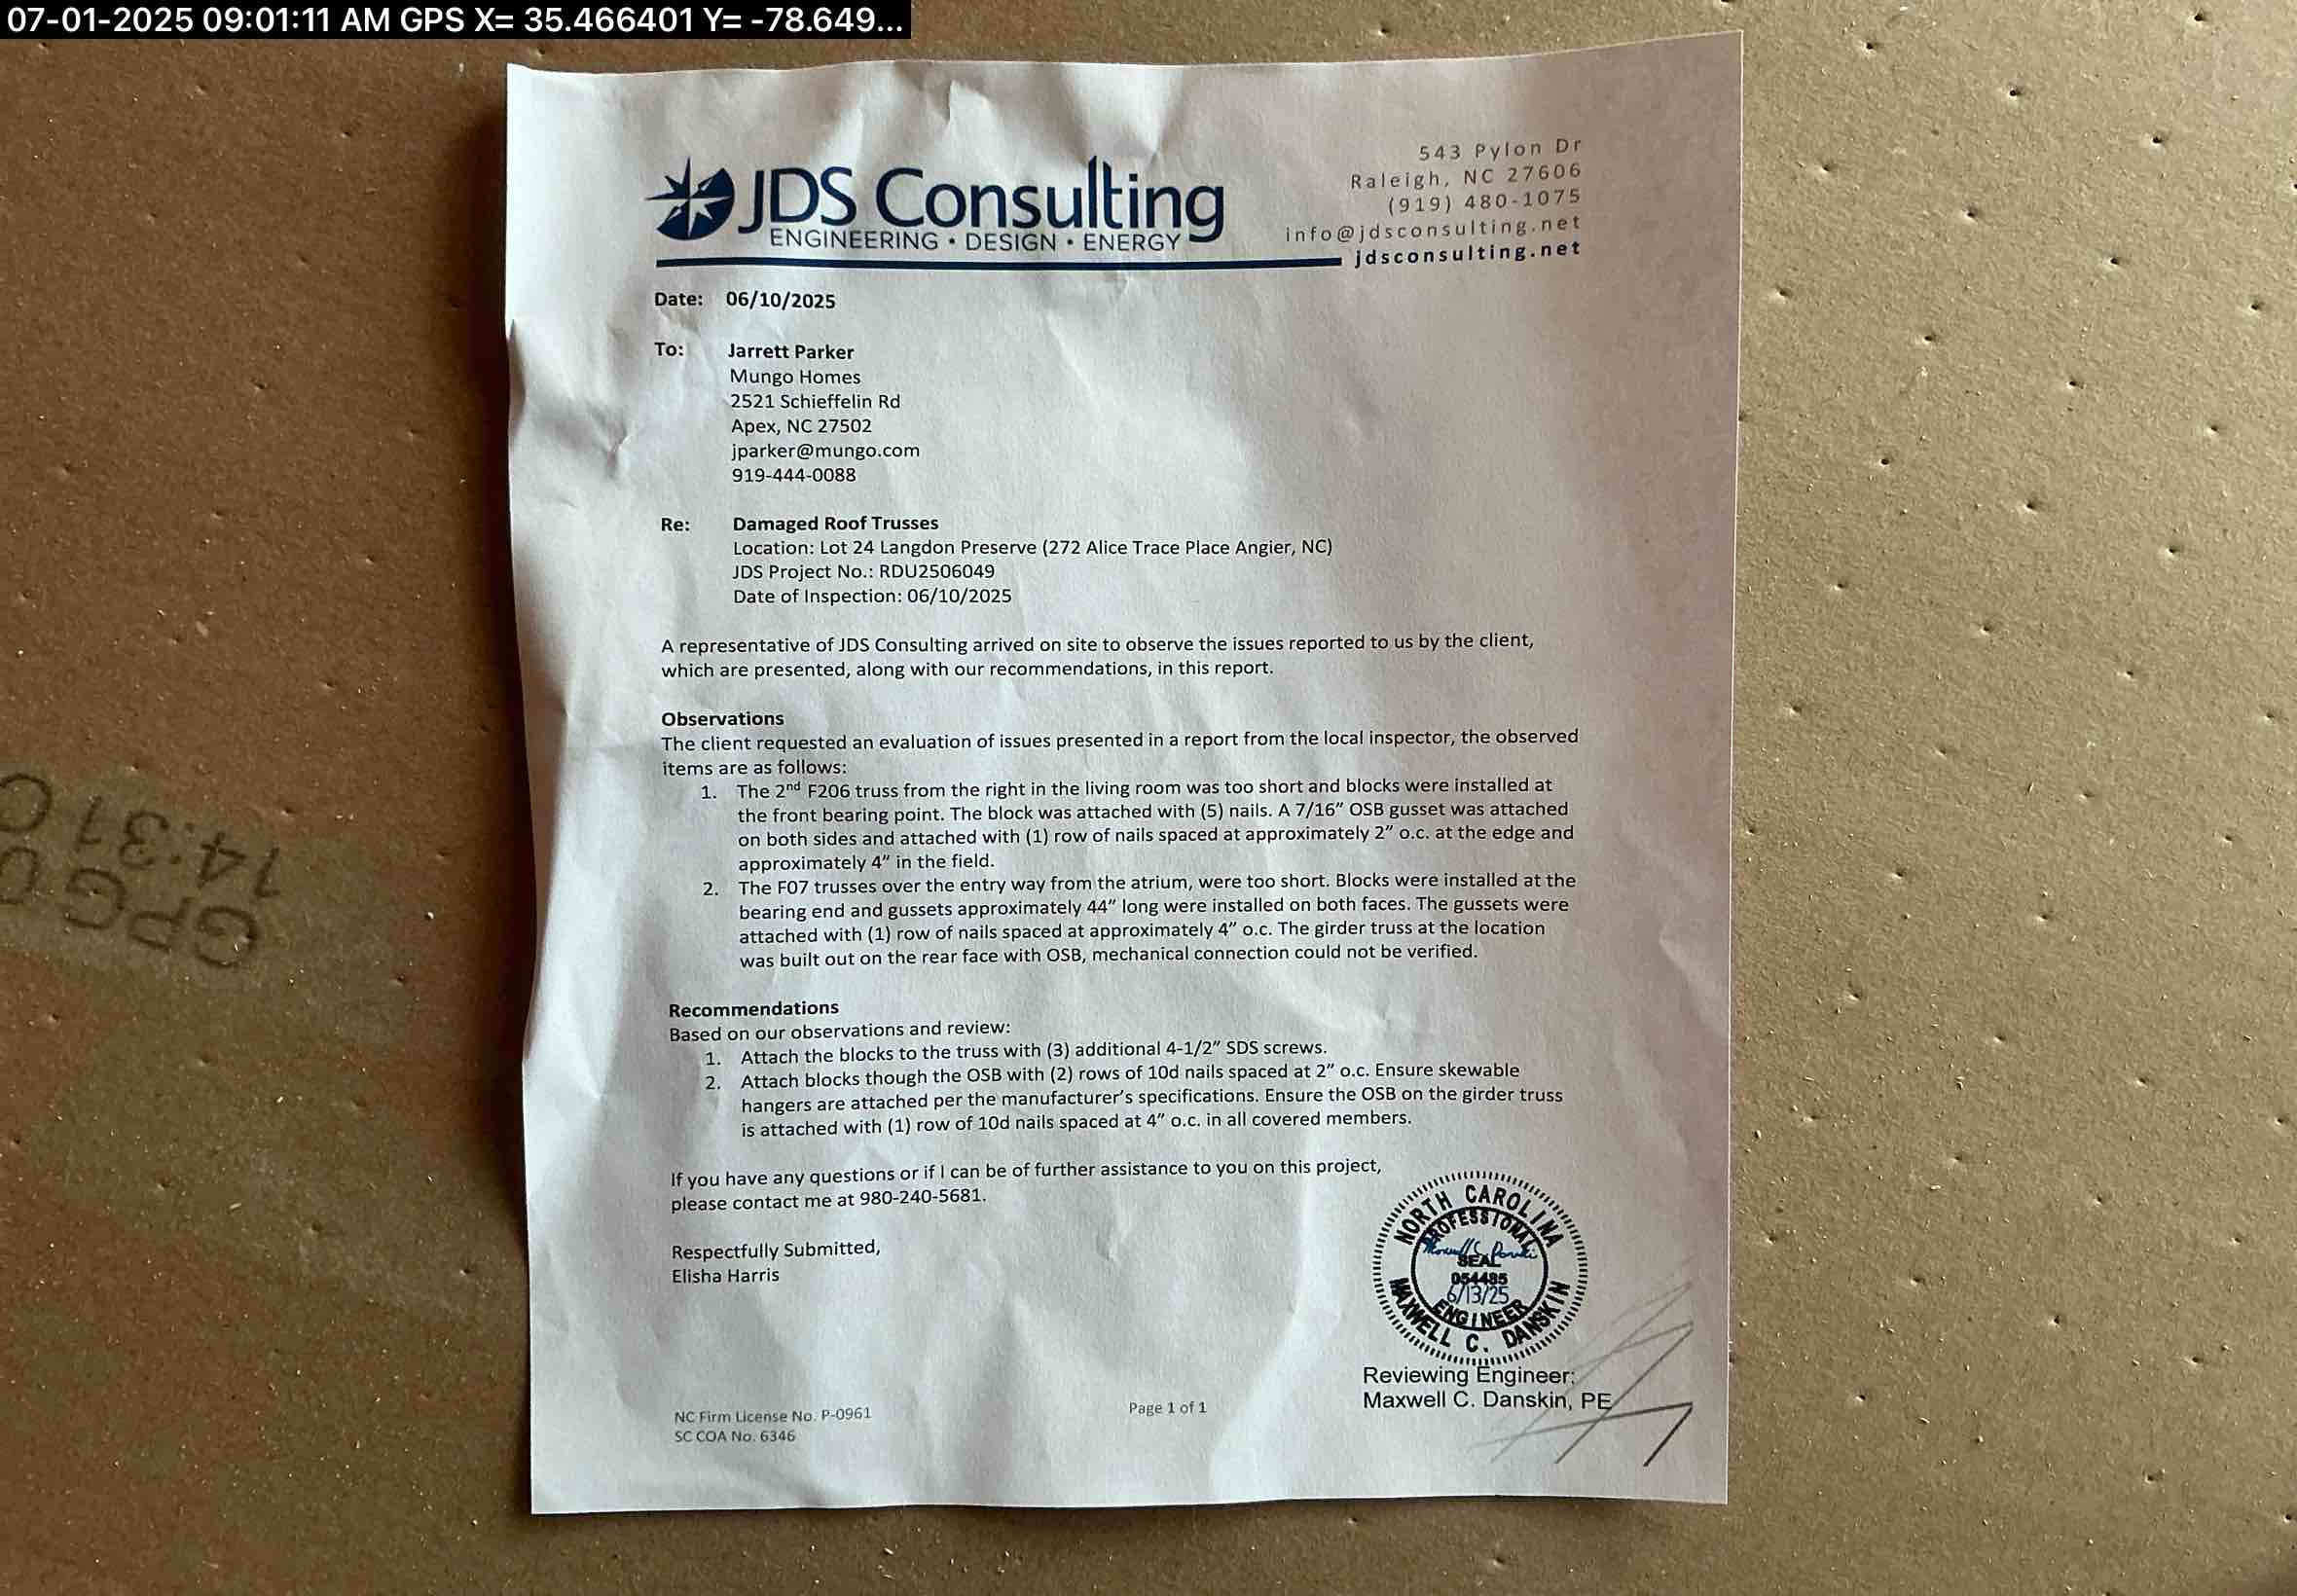 07-01-2025 09:01:11 AM GPS X= 35.466401 Y= -78.649...
JDS Consulting
ENGINEERING • DESIGN • ENERGY
543 Pylon Dr
Raleigh, NC 27606
(919) 480-1075
info@jdsconsulting.net
jdsconsulting.net
Date: 06/10/2025
To: Jarrett Parker
Mungo Homes
2521 Schieffelin Rd
Apex, NC 27502
jparker@mungo.com
919-444-0088
Re: Damaged Roof Trusses
Location: Lot 24 Langdon Preserve (272 Alice Trace Place Angier, NC)
JDS Project No.: RDU2506049
Date of Inspection: 06/10/2025
A representative of JDS Consulting arrived on site to observe the issues reported to us by the client,
which are presented, along with our recommendations, in this report.
Observations
The client requested an evaluation of issues presented in a report from the local inspector, the observed
items are as follows:
1. The 2nd F206 truss from the right in the living room was too short and blocks were installed at
the front bearing point. The block was attached with (5) nails. A 7/16" OSB gusset was attached
on both sides and attached with (1) row of nails spaced at approximately 2" o.c. at the edge and
approximately 4" in the field.
2. The F07 trusses over the entry way from the atrium, were too short. Blocks were installed at the
bearing end and gussets approximately 44" long were installed on both faces. The gussets were
attached with (1) row of nails spaced at approximately 4" o.c. The girder truss at the location
was built out on the rear face with OSB, mechanical connection could not be verified.
Recommendations
Based on our observations and review:
1. Attach the blocks to the truss with (3) additional 4-1/2" SDS screws.
2. Attach blocks though the OSB with (2) rows of 10d nails spaced at 2" o.c. Ensure skewable
hangers are attached per the manufacturer's specifications. Ensure the OSB on the girder truss
is attached with (1) row of 10d nails spaced at 4" o.c. in all covered members.
If you have any questions or if I can be of further assistance to you on this project,
please contact me at 980-240-5681.
Respectfully Submitted,
Elisha Harris
NORTH CAROLINA
PROFESSIONAL
SEAL
054485
6/13/25
ENGINEER
MAXWELL C. DANSKIN
Reviewing Engineer:
Maxwell C. Danskin, PE
NC Firm License No. P-0961
SC COA No. 6346
Page 1 of 1
GPG
14:31